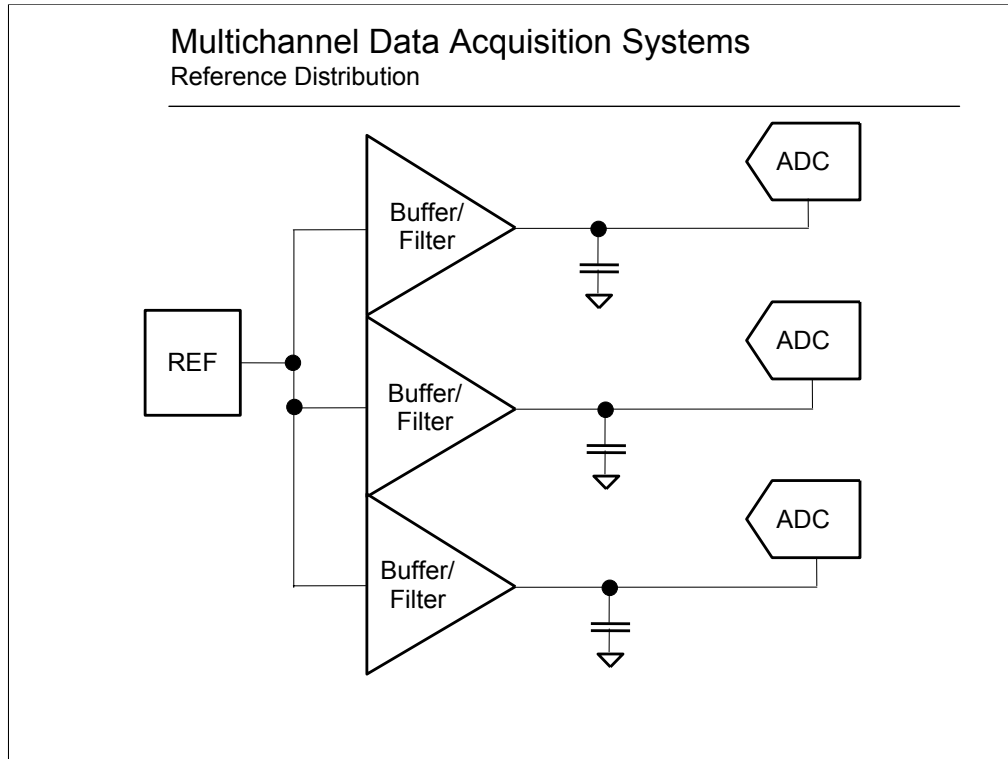 Multichannel Data Acquisition Systems
Reference Distribution
ADC
Buffer/
Filter
ADC
REF
Buffer/
Filter
ADC
Buffer/
Filter